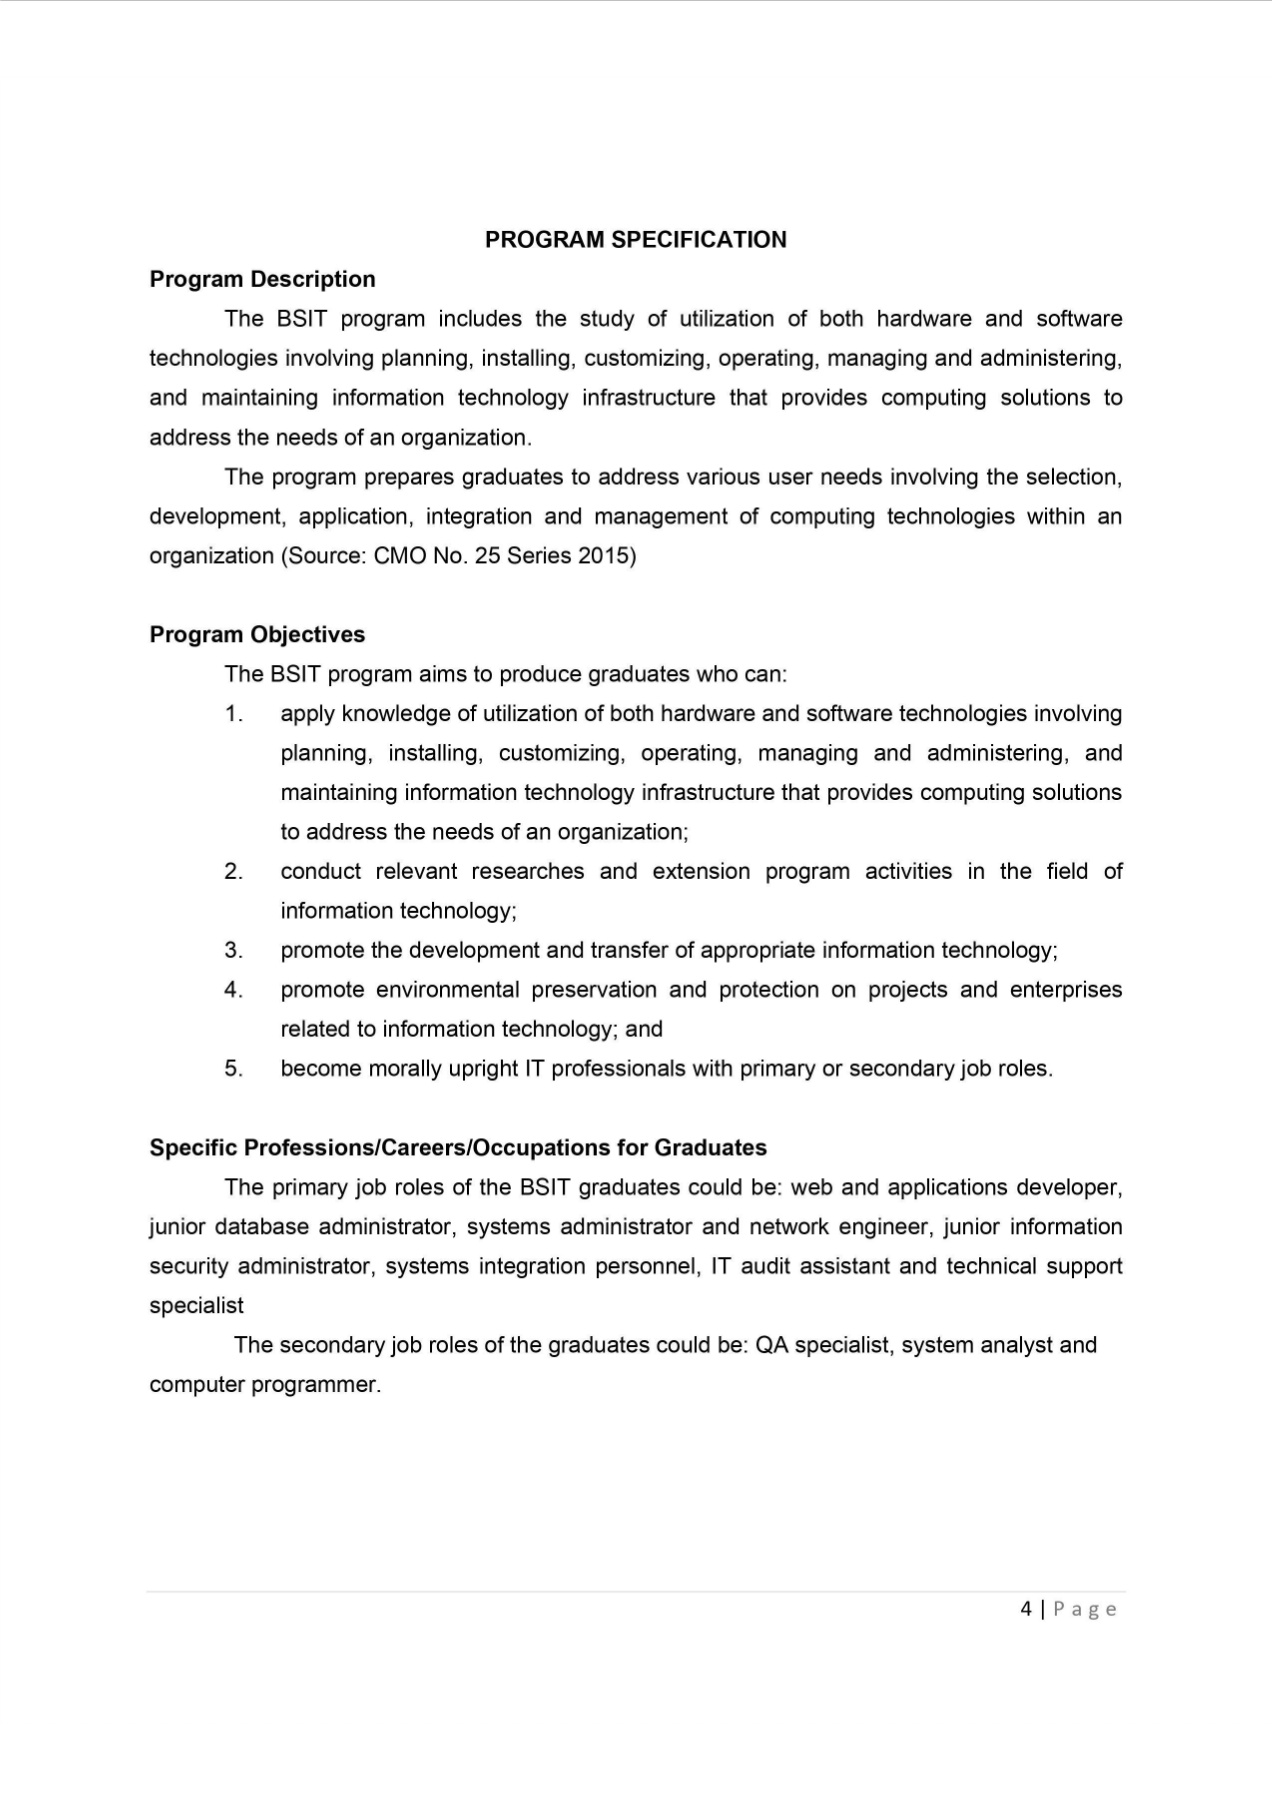 PROGRAM SPECIFICATION
Program Description
The BSIT program includes the study of utilization of both hardware and software
technologies involving planning, installing, customizing, operating, managing and administering,
and maintaining information technology infrastructure that provides computing solutions to
address the needs of an organization.
The program prepares graduates to address various user needs involving the selection,
development, application, integration and management of computing technologies within an
organization (Source: CMO No. 25 Series 2015)
Program Objectives
The BSIT program aims to produce graduates who can:
1. apply knowledge of utilization of both hardware and software technologies involving
planning, installing, customizing, operating, managing and administering, and
maintaining information technology infrastructure that provides computing solutions
to address the needs of an organization;
2. conduct relevant researches and extension program activities in the field of
information technology;
3. promote the development and transfer of appropriate information technology;
4. promote environmental preservation and protection on projects and enterprises
related to information technology; and
5. become morally upright IT professionals with primary or secondary job roles.
Specific Professions/Careers/Occupations for Graduates
The primary job roles of the BSIT graduates could be: web and applications developer,
junior database administrator, systems administrator and network engineer, junior information
security administrator, systems integration personnel, IT audit assistant and technical support
specialist
The secondary job roles of the graduates could be: QA specialist, system analyst and
computer programmer.
4 | Page